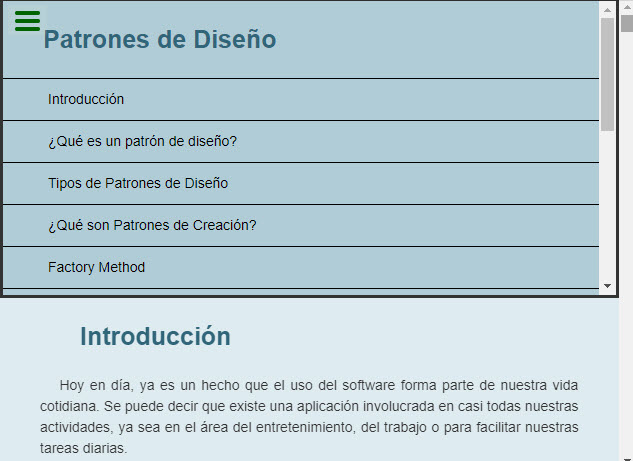 Patrones de Diseño
Introducción
¿Qué es un patrón de diseño?
Tipos de Patrones de Diseño
¿Qué son Patrones de Creación?
Factory Method
Introducción
Hoy en día, ya es un hecho que el uso del software forma parte de nuestra vida
cotidiana. Se puede decir que existe una aplicación involucrada en casi todas nuestras
actividades, ya sea en el área del entretenimiento, del trabajo o para facilitar nuestras
tareas diarias.